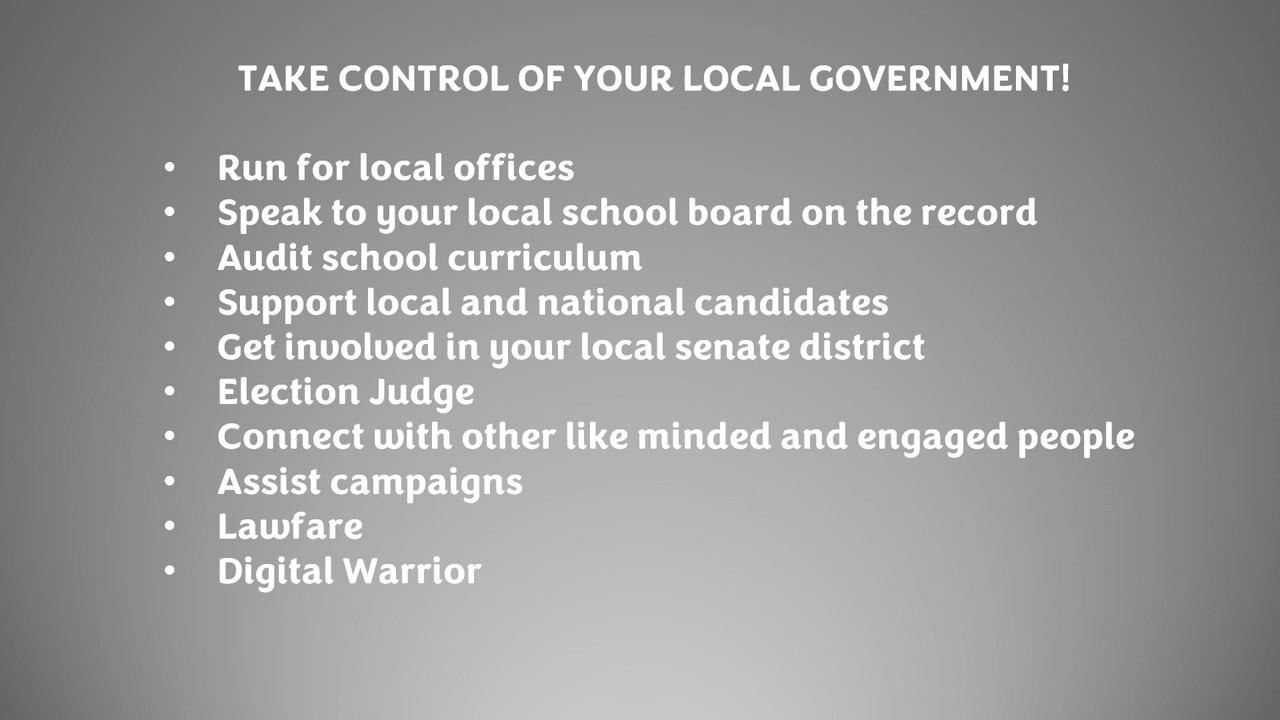 TAKE CONTROL OF YOUR LOCAL GOVERNMENT!
• Run for local offices
• Speak to your local school board on the record
• Audit school curriculum
• Support local and national candidates
• Get involved in your local senate district
• Election Judge
• Connect with other like minded and engaged people
• Assist campaigns
• Lawfare
• Digital Warrior